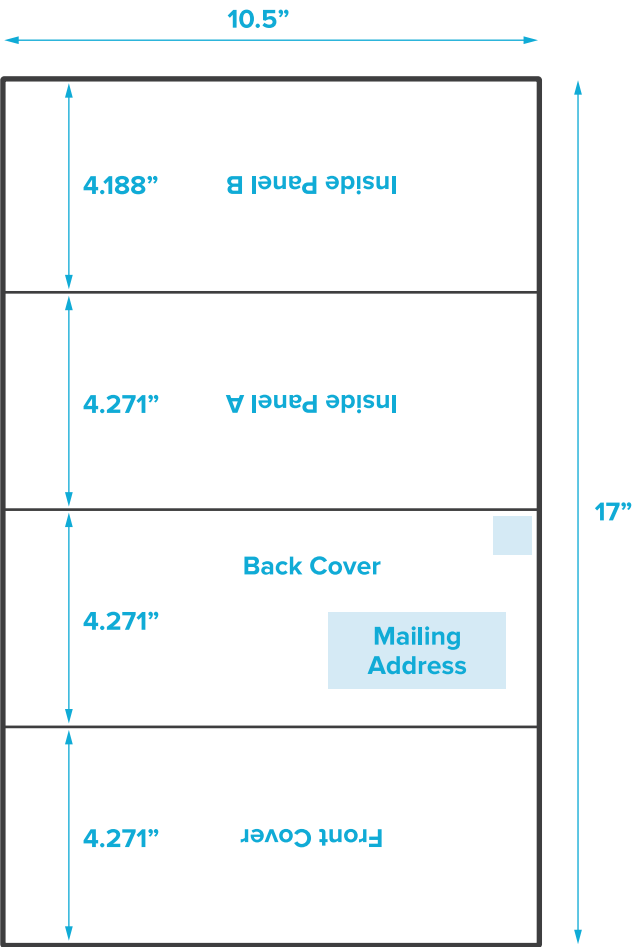 10.5”
4.188”
Inside Panel B
4.271”
Inside Panel A
17”
Back Cover
4.271”
Mailing
Address
4.271”
Front Cover